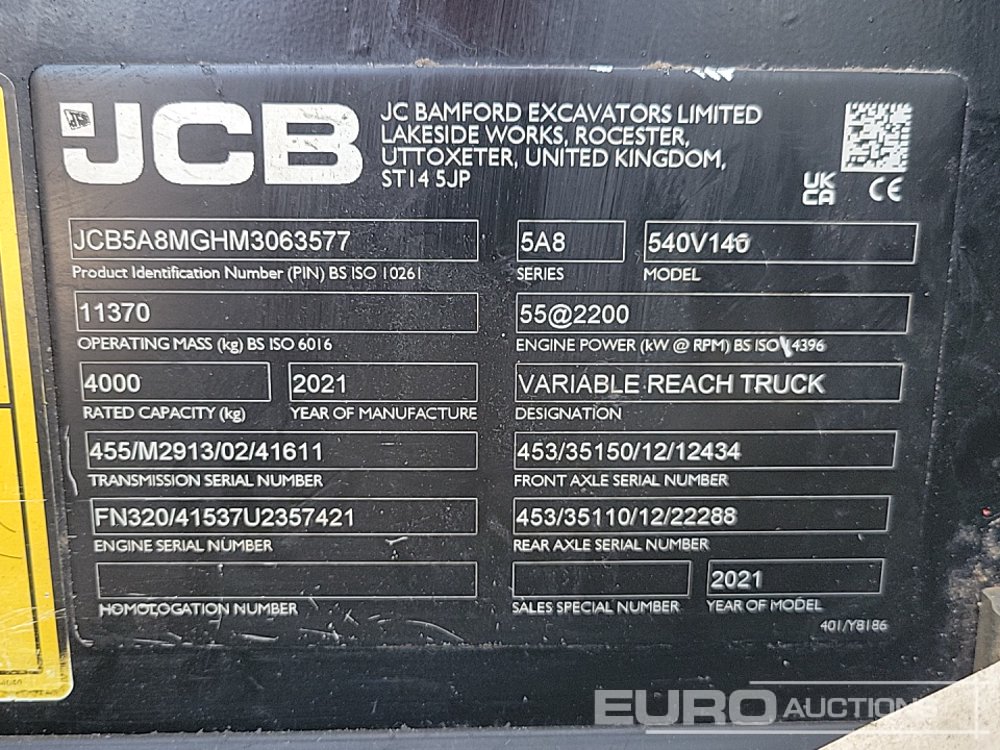 JCB
JC BAMFORD EXCAVATORS LIMITED
LAKESIDE WORKS, ROCESTER,
UTTOXETER, UNITED KINGDOM,
ST14 5JP
UK
CA CE
JCB5A8MGHM3063577 5A8 540V140
Product Identification Number (PIN) BS ISO 10261 SERIES MODEL
11370 55@2200
OPERATING MASS (kg) BS ISO 6016 ENGINE POWER (kW @ RPM) BS ISO 14396
4000 2021 VARIABLE REACH TRUCK
RATED CAPACITY (kg) YEAR OF MANUFACTURE DESIGNATION
455/M2913/02/41611 453/35150/12/12434
TRANSMISSION SERIAL NUMBER FRONT AXLE SERIAL NUMBER
FN320/41537U2357421 453/35110/12/22288
ENGINE SERIAL NUMBER REAR AXLE SERIAL NUMBER
2021
HOMOLOGATION NUMBER SALES SPECIAL NUMBER YEAR OF MODEL
401/Y8186
EURO AUCTIONS